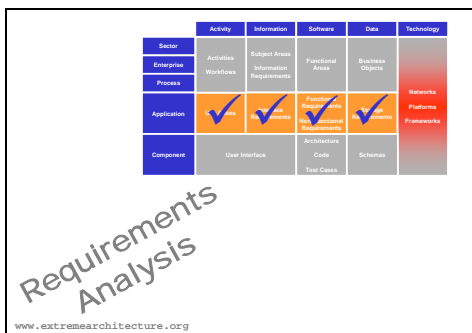 Activity Information Software Data Technology
Sector
Enterprise
Process
Activities
Workflows
Subject Areas
Information
Requirements
Functional
Areas
Business
Objects
Networks
Platforms
Frameworks
Application
Requirements
Functional
Requirements
Requirements
Requirements
Component
User Interface
Architecture
Code
Test Cases
Schemas
Requirements
Analysis
www.extremearchitecture.org